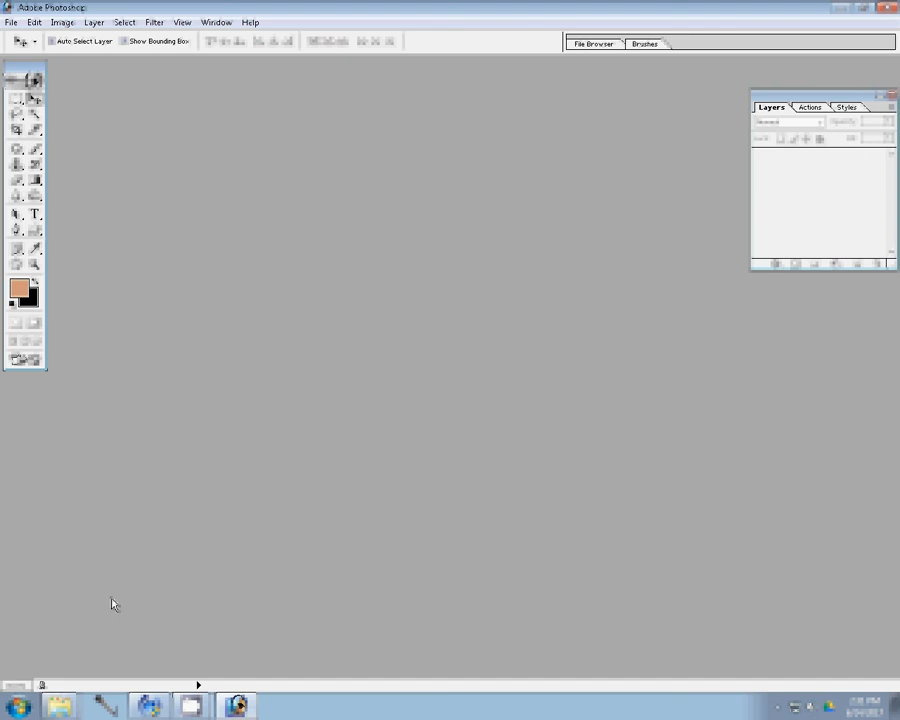 Adobe Photoshop
File Edit Image Layer Select Filter View Window Help
Auto Select Layer Show Bounding Box File Browser Brushes
Layers Actions Styles
T